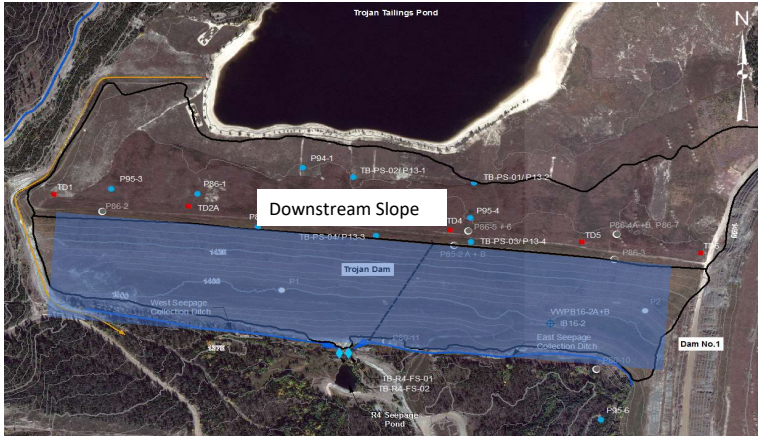 Trojan Tailings Pond
N
P94-1
TB-PS-02/ P13-1
TB-PS-01/ P13-2
TD1
P95-3
P86-1
P86-2
TD2A
Downstream Slope
TD4
P95-4
P86-5 + 6
TD5
P86-4A+B, P86-7
TB-PS-04/ P13-3
TB-PS-03/ P13-4
P85-2 A + B
P86-3
Trojan Dam
P1
P2
West Seepage
Collection Ditch
VWPB16-2A+B
IB16-2
East Seepage
Collection Ditch
Dam No.1
TB-R4-FS-01
TB-R4-FS-02
R4 Seepage
Pond
P95-6